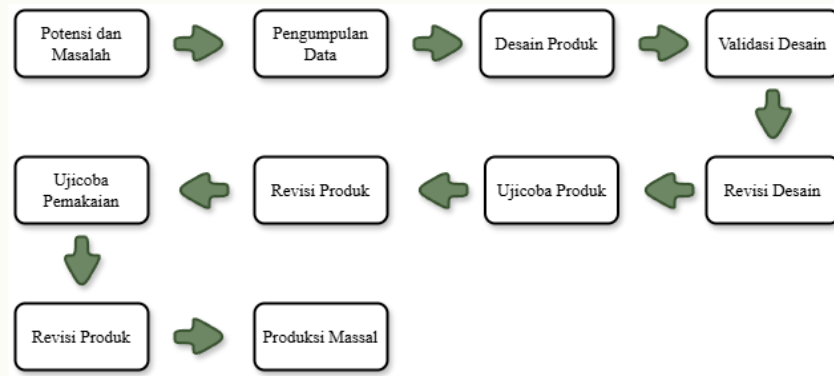 Potensi dan
Masalah
Pengumpulan
Data
Desain Produk
Validasi Desain
Revisi Desain
Ujicoba Produk
Revisi Produk
Ujicoba
Pemakaian
Revisi Produk
Produksi Massal